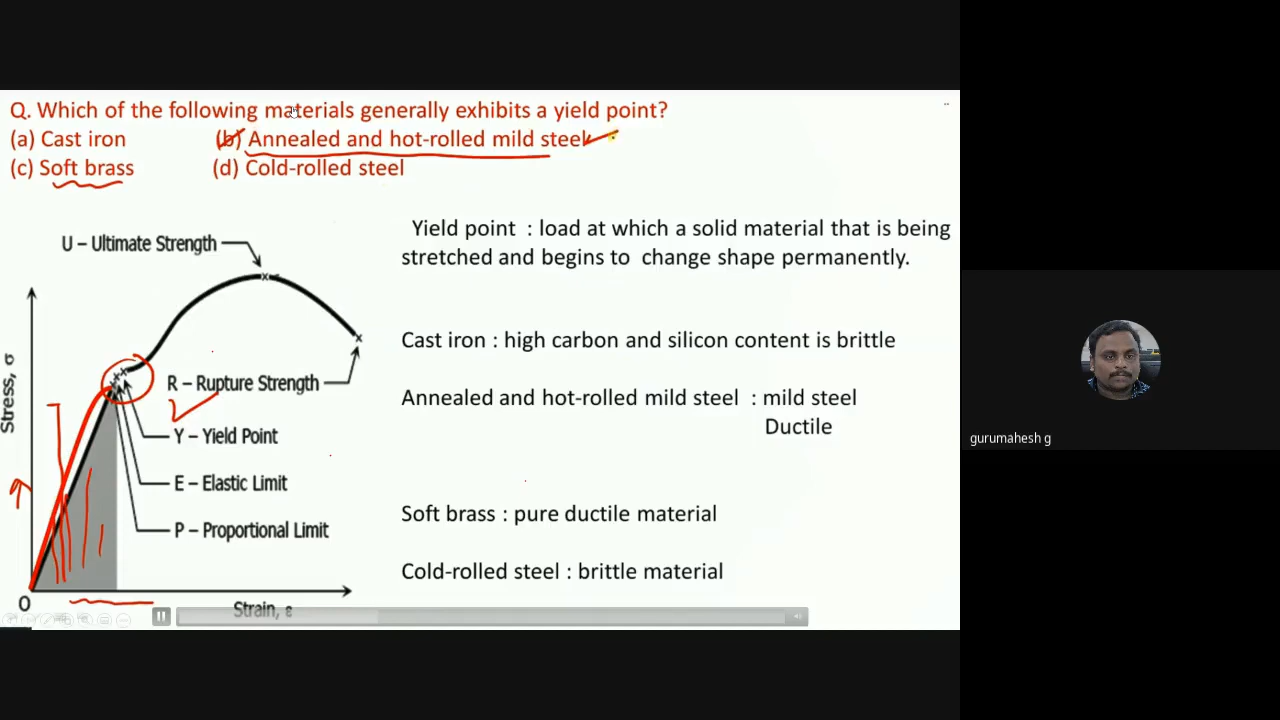 Q. Which of the following materials generally exhibits a yield point?
(a) Cast iron (b) Annealed and hot-rolled mild steel
(c) Soft brass (d) Cold-rolled steel
U – Ultimate Strength
Yield point : load at which a solid material that is being
stretched and begins to change shape permanently.
Cast iron : high carbon and silicon content is brittle
R – Rupture Strength
Annealed and hot-rolled mild steel : mild steel
Ductile
Stress, σ
Y – Yield Point
E – Elastic Limit
Soft brass : pure ductile material
P – Proportional Limit
Cold-rolled steel : brittle material
0
Strain, ε
gurumahesh g